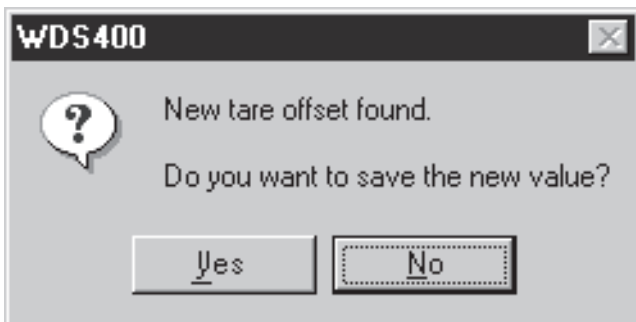 WDS400
New tare offset found.
Do you want to save the new value?
Yes
No